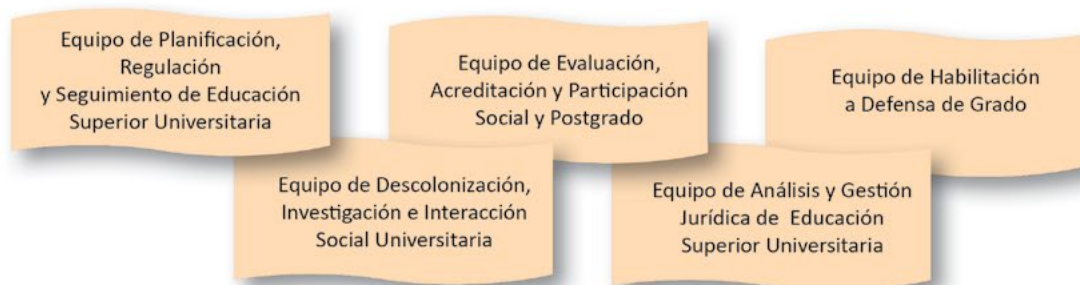 Equipo de Planificación,
Regulación
y Seguimiento de Educación
Superior Universitaria
Equipo de Evaluación,
Acreditación y Participación
Social y Postgrado
Equipo de Habilitación
a Defensa de Grado
Equipo de Descolonización,
Investigación e Interacción
Social Universitaria
Equipo de Análisis y Gestión
Jurídica de Educación
Superior Universitaria